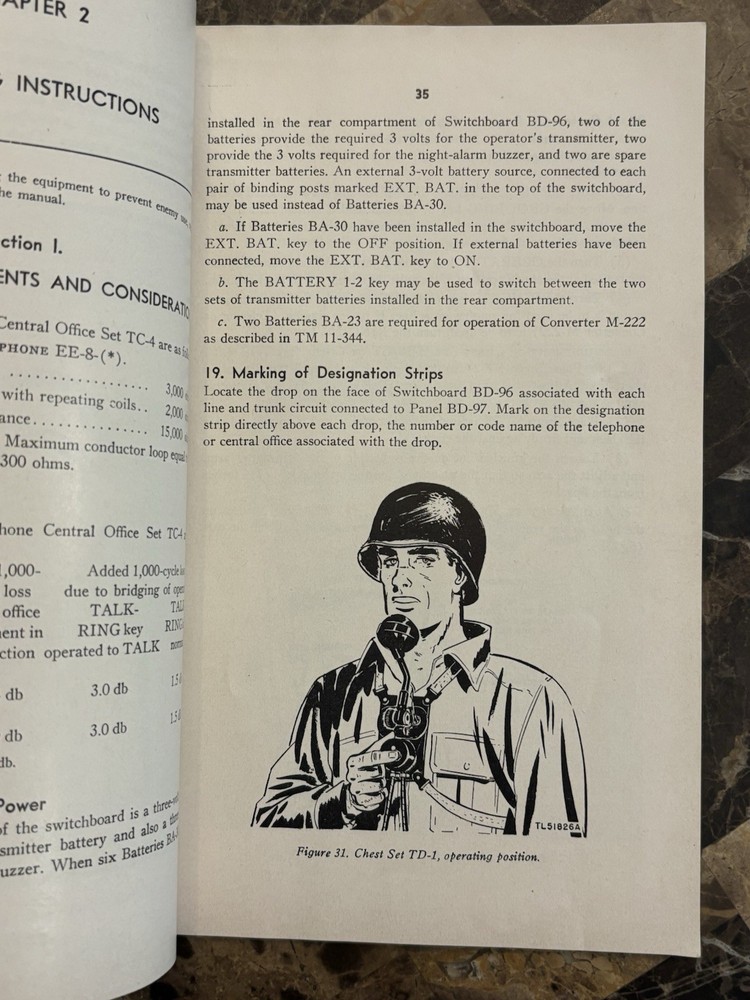 APTER 2
INSTRUCTIONS
the equipment to prevent enemy
he manual.
ction I.
ENTS AND CONSIDERATIO
Central Office Set TC-4 are as
PHONE EE-8-(*).
. . . . . . . . . . . . . . . . 3,000
with repeating coils.. 2,000
ance. . . . . . . . . . . . . . 15,000
Maximum conductor loop equal
300 ohms.
hone Central Office Set TC-4
1,000- Added 1,000-cycle
loss due to bridging of
office TALK-
ent in RING key RING
ction operated to TALK
db 3.0 db 1.5
db 3.0 db 1.5
db.
Power
of the switchboard is a three-
smitter battery and also a
uzzer. When six Batteries BA-
35
installed in the rear compartment of Switchboard BD-96, two of the
batteries provide the required 3 volts for the operator's transmitter, two
provide the 3 volts required for the night-alarm buzzer, and two are spare
transmitter batteries. An external 3-volt battery source, connected to each
pair of binding posts marked EXT. BAT. in the top of the switchboard,
may be used instead of Batteries BA-30.
a. If Batteries BA-30 have been installed in the switchboard, move the
EXT. BAT. key to the OFF position. If external batteries have been
connected, move the EXT. BAT. key to ON.
b. The BATTERY 1-2 key may be used to switch between the two
sets of transmitter batteries installed in the rear compartment.
c. Two Batteries BA-23 are required for operation of Converter M-222
as described in TM 11-344.
19. Marking of Designation Strips
Locate the drop on the face of Switchboard BD-96 associated with each
line and trunk circuit connected to Panel BD-97. Mark on the designation
strip directly above each drop, the number or code name of the telephone
or central office associated with the drop.
TL51826A
Figure 31. Chest Set TD-1, operating position.